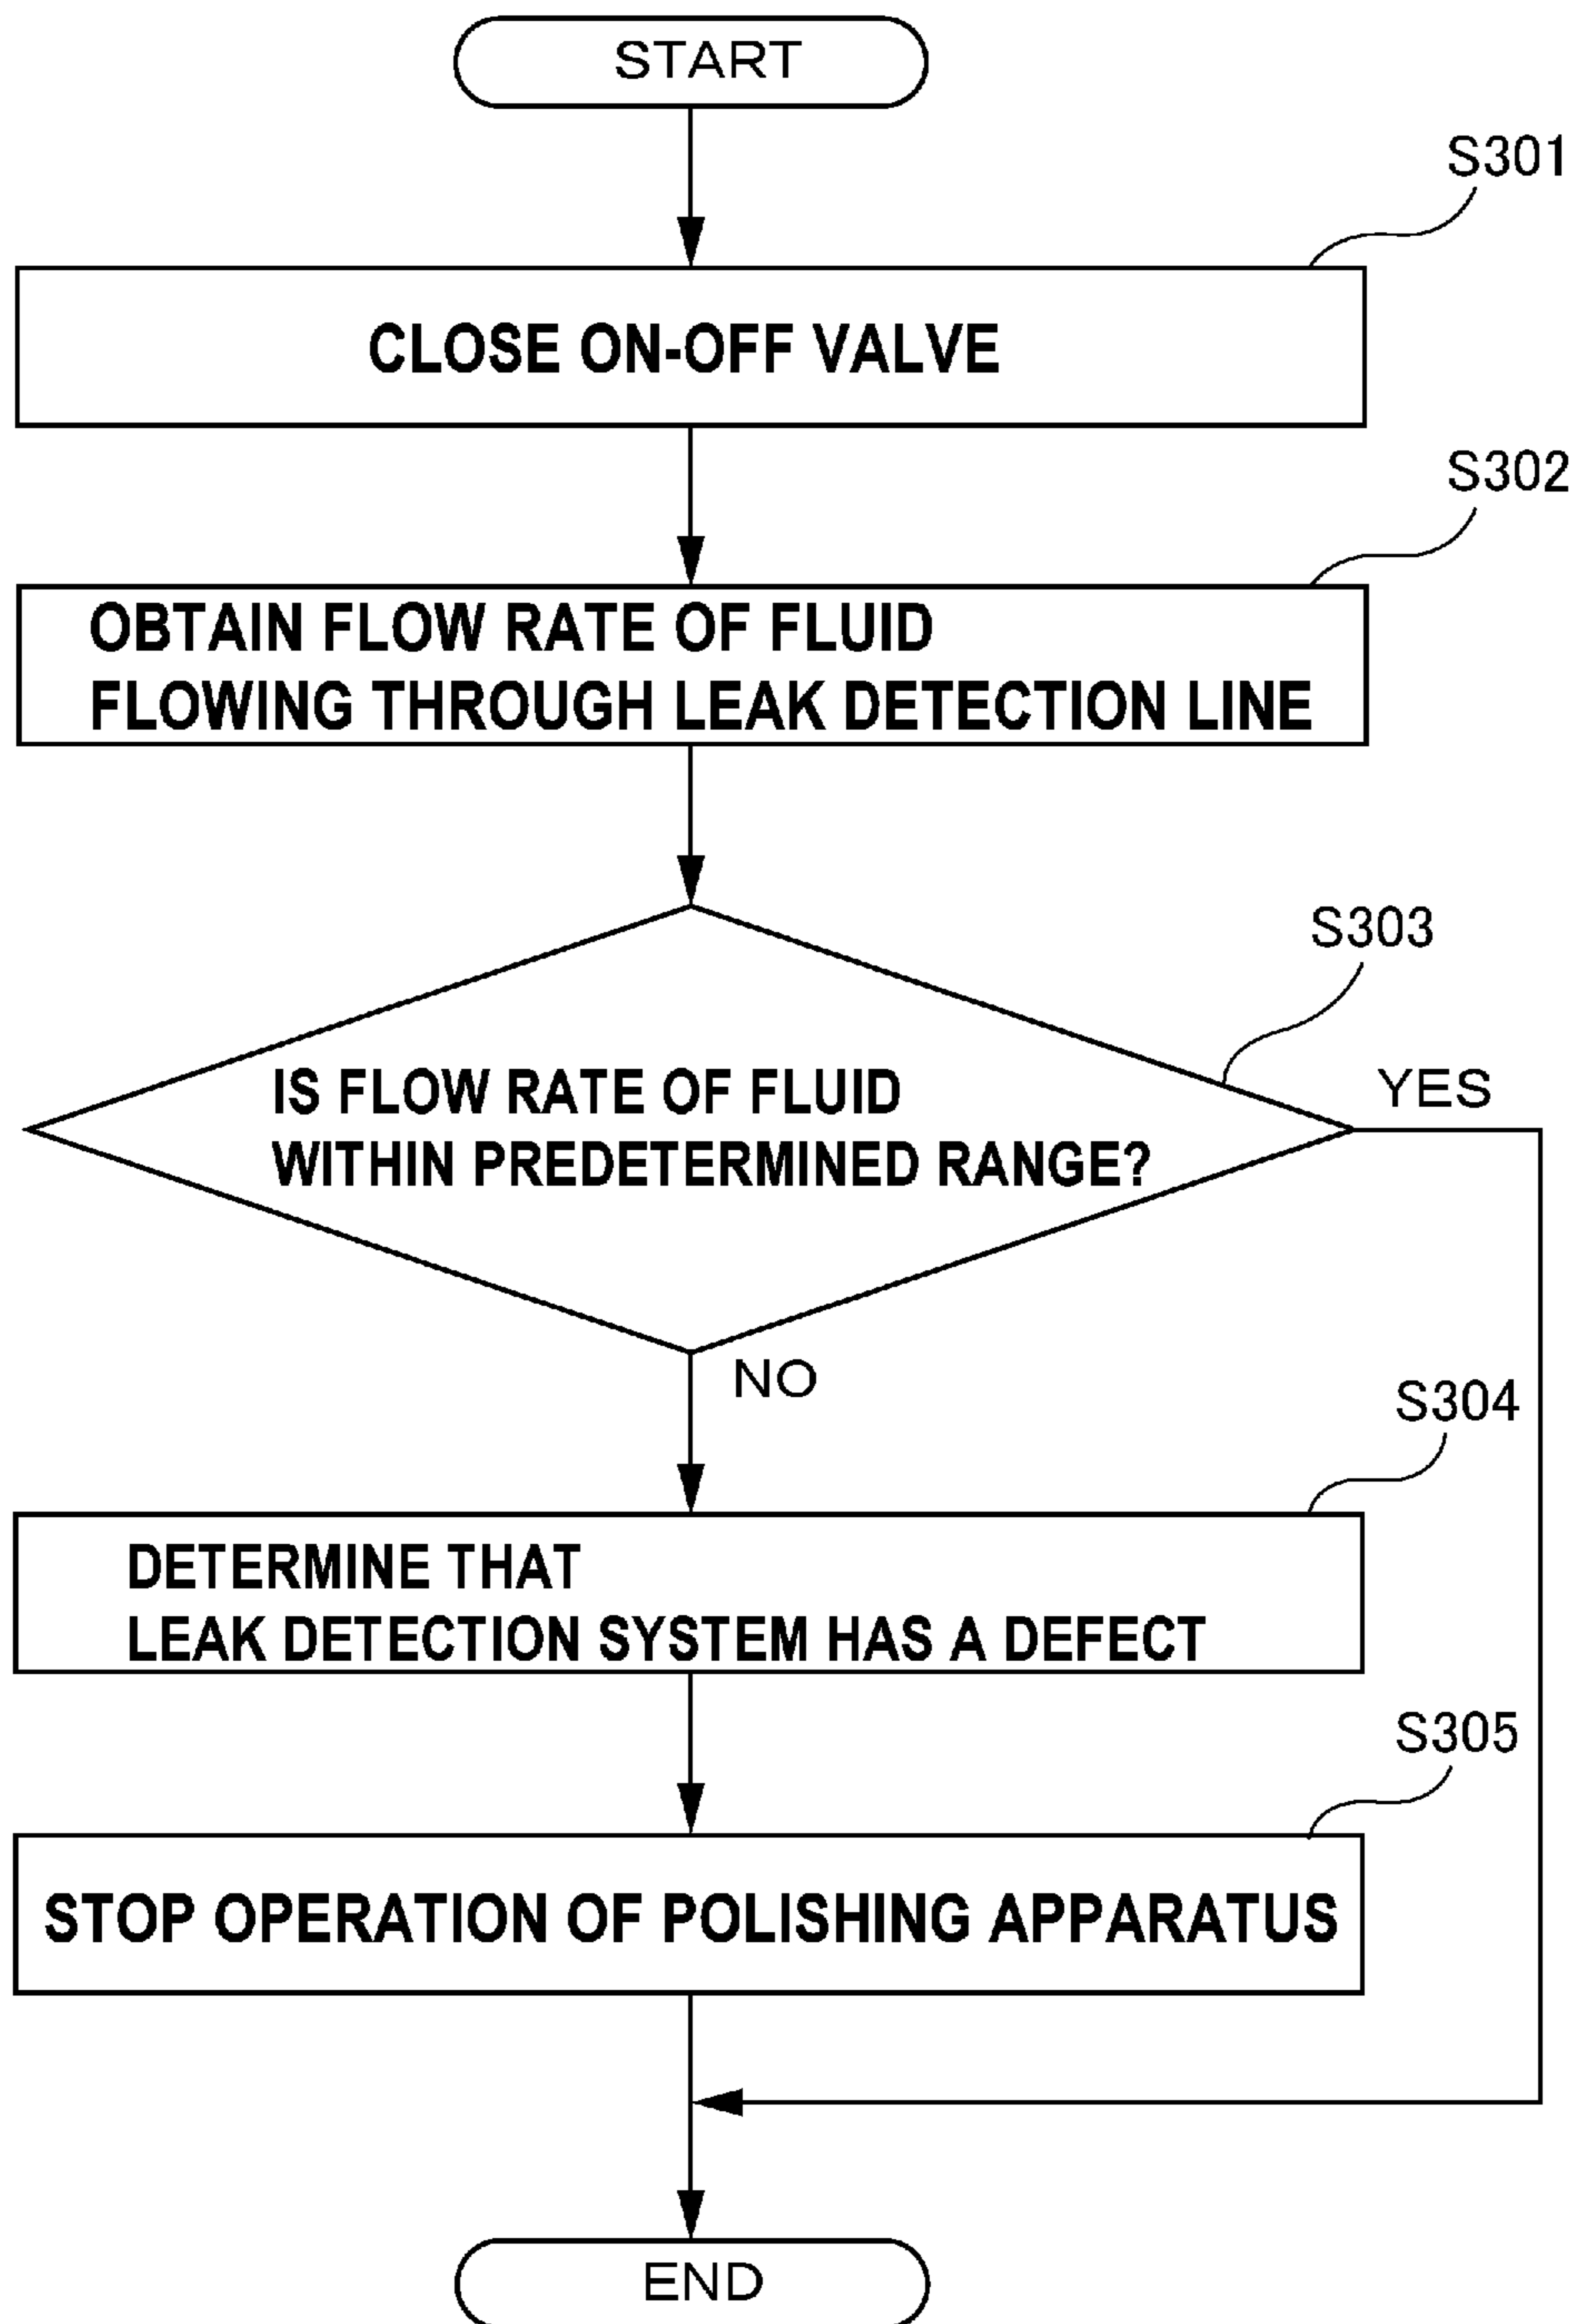 START
S301
CLOSE ON-OFF VALVE
S302
OBTAIN FLOW RATE OF FLUID
FLOWING THROUGH LEAK DETECTION LINE
S303
IS FLOW RATE OF FLUID
WITHIN PREDETERMINED RANGE?
YES
NO
S304
DETERMINE THAT
LEAK DETECTION SYSTEM HAS A DEFECT
S305
STOP OPERATION OF POLISHING APPARATUS
END